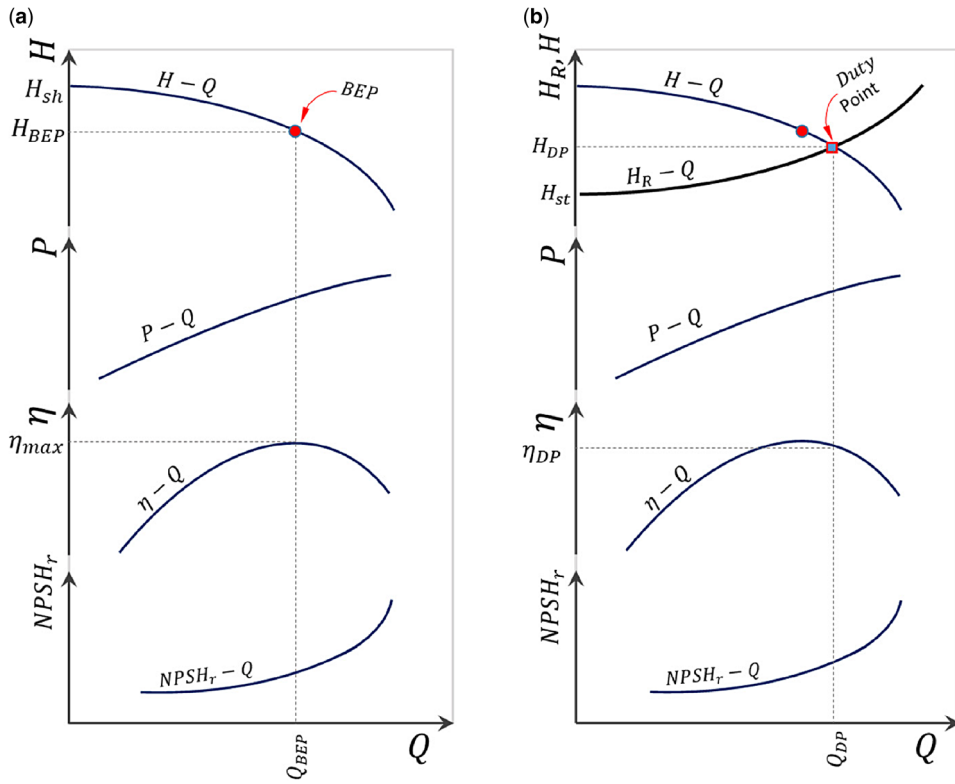 (a)
H
H_sh
H − Q
BEP
H_BEP
P
P − Q
η
η_max
η − Q
NPSH_r
NPSH_r − Q
Q_BEP
Q
(b)
H_R, H
H − Q
Duty
Point
H_DP
H_R − Q
H_st
P
P − Q
η
η_DP
η − Q
NPSH_r
NPSH_r − Q
Q_DP
Q